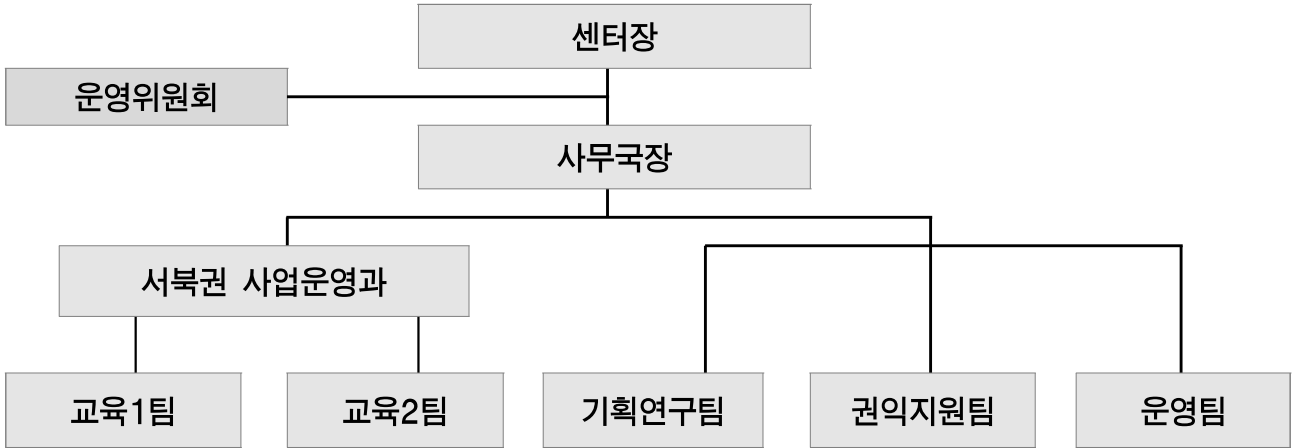 센터장
운영위원회
사무국장
서북권 사업운영과
교육1팀
교육2팀
기획연구팀
권익지원팀
운영팀